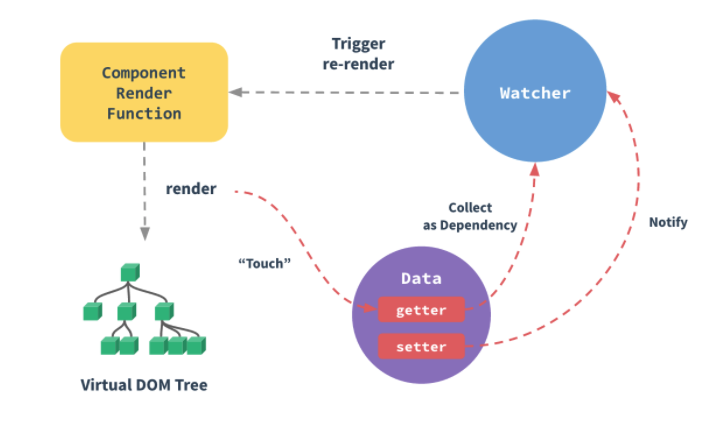 Trigger
re-render
Component
Render
Function
Watcher
render
Collect
as Dependency
Notify
“Touch”
Data
getter
setter
Virtual DOM Tree